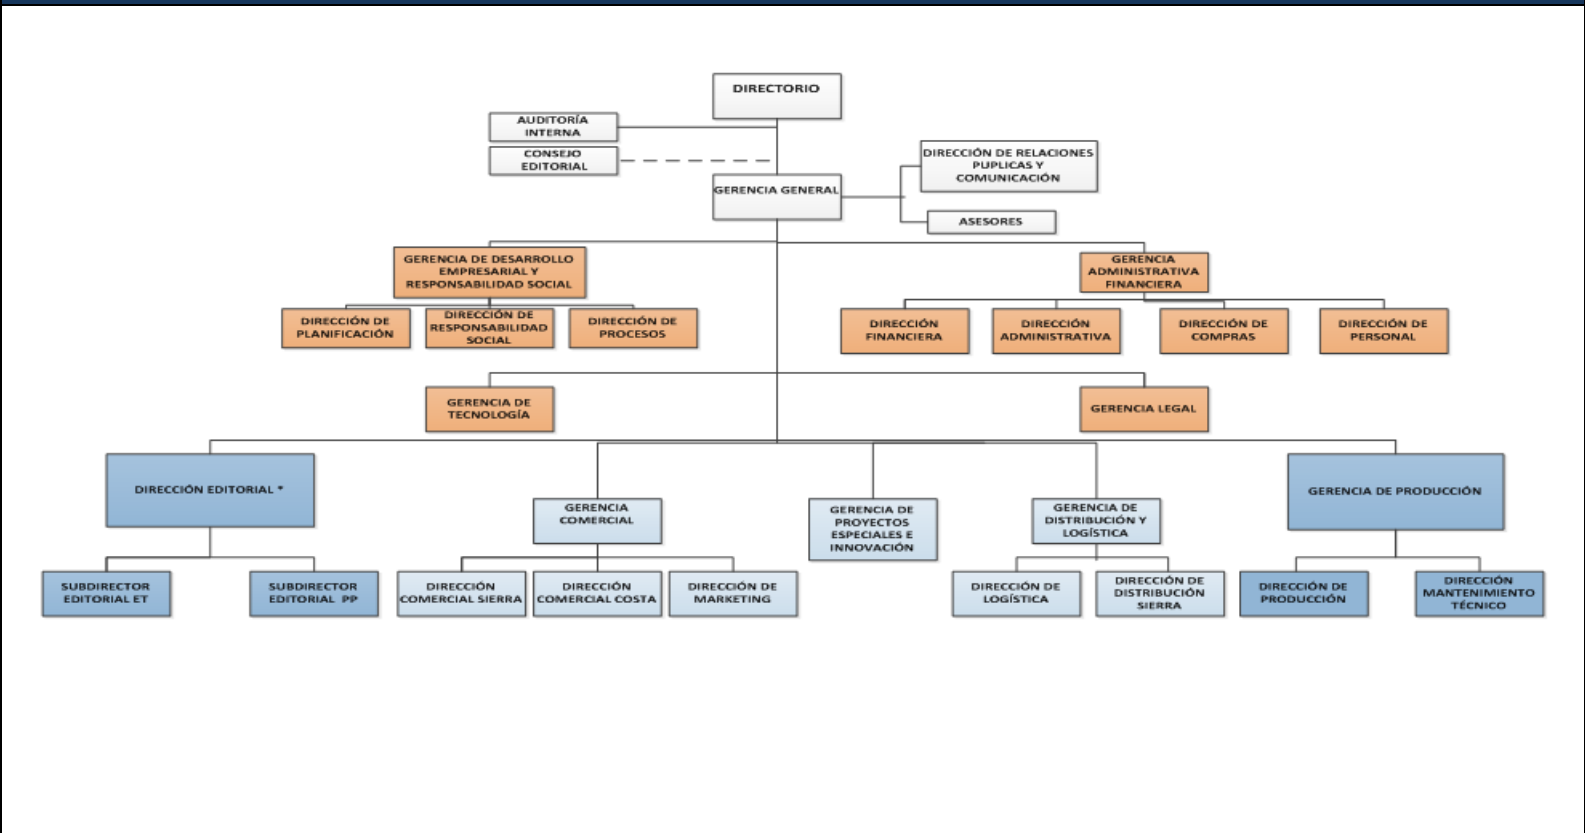 DIRECTORIO
AUDITORÍA
INTERNA
CONSEJO
EDITORIAL
DIRECCIÓN DE RELACIONES
PUPLICAS Y
COMUNICACIÓN
GERENCIA GENERAL
ASESORES
GERENCIA DE DESARROLLO
EMPRESARIAL Y
RESPONSABILIDAD SOCIAL
GERENCIA
ADMINISTRATIVA
FINANCIERA
DIRECCIÓN DE
PLANIFICACIÓN
DIRECCIÓN DE
RESPONSABILIDAD
SOCIAL
DIRECCIÓN DE
PROCESOS
DIRECCIÓN
FINANCIERA
DIRECCIÓN
ADMINISTRATIVA
DIRECCIÓN DE
COMPRAS
DIRECCIÓN DE
PERSONAL
GERENCIA DE
TECNOLOGÍA
GERENCIA LEGAL
DIRECCIÓN EDITORIAL *
GERENCIA
COMERCIAL
GERENCIA DE
PROYECTOS
ESPECIALES E
INNOVACIÓN
GERENCIA DE
DISTRIBUCIÓN Y
LOGÍSTICA
GERENCIA DE PRODUCCIÓN
SUBDIRECTOR
EDITORIAL ET
SUBDIRECTOR
EDITORIAL PP
DIRECCIÓN
COMERCIAL SIERRA
DIRECCIÓN
COMERCIAL COSTA
DIRECCIÓN DE
MARKETING
DIRECCIÓN DE
LOGÍSTICA
DIRECCIÓN DE
DISTRIBUCIÓN
SIERRA
DIRECCIÓN DE
PRODUCCIÓN
DIRECCIÓN
MANTENIMIENTO
TÉCNICO